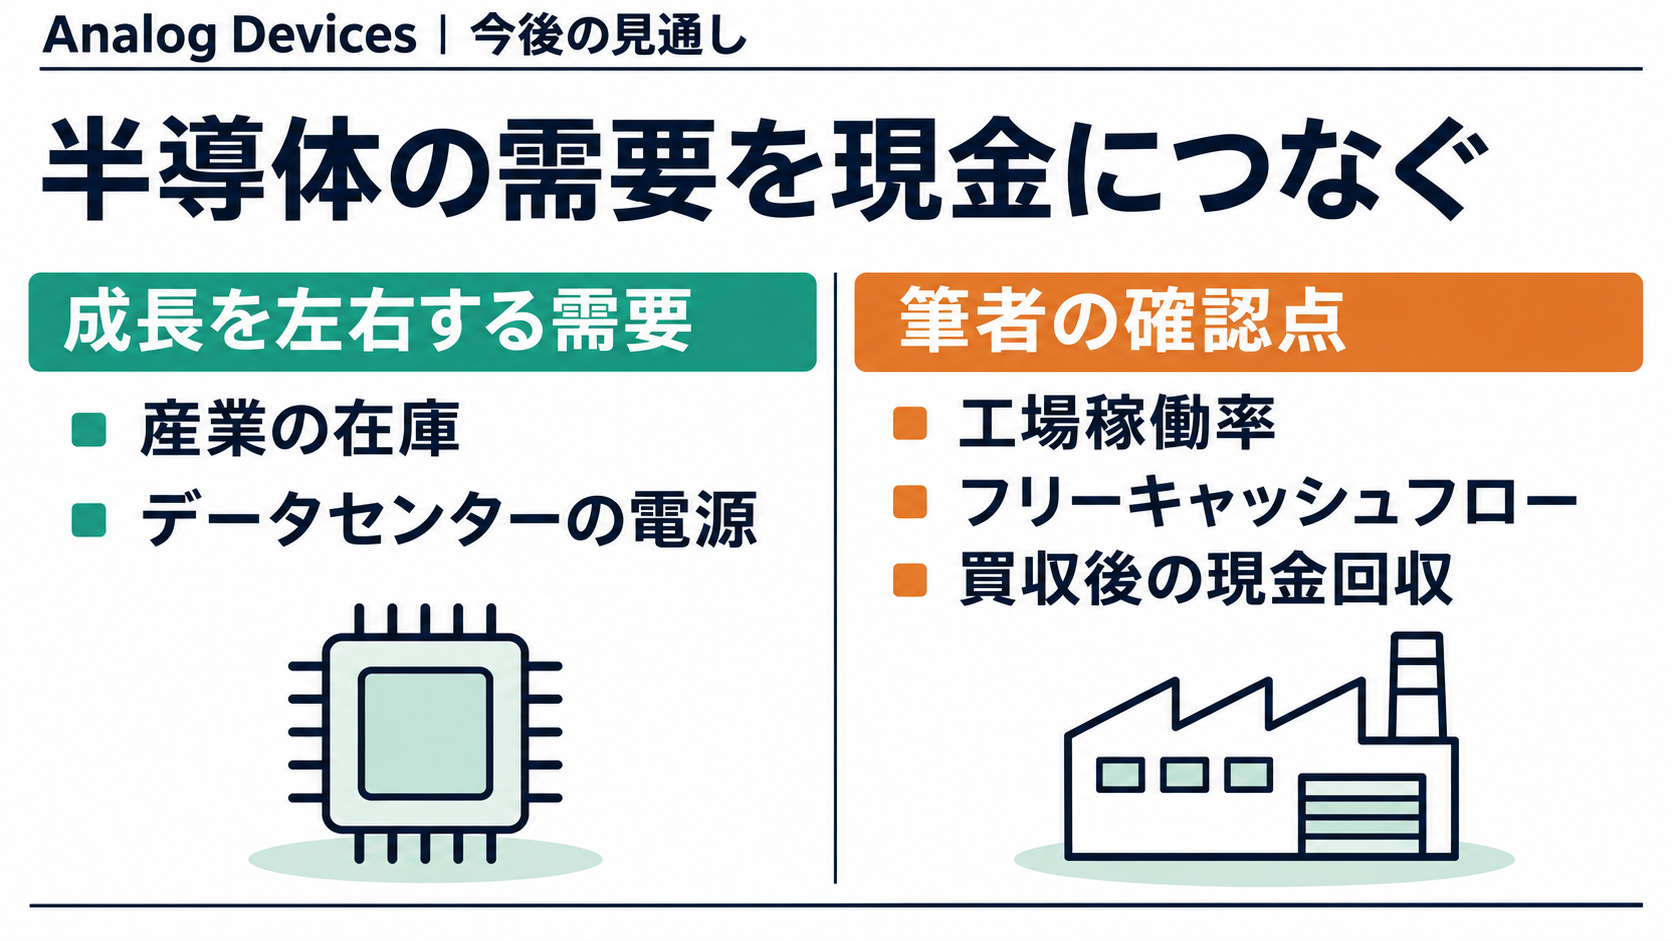 Analog Devices | 今後の見通し
半導体の需要を現金につなぐ
成長を左右する需要
産業の在庫
データセンターの電源
筆者の確認点
工場稼働率
フリーキャッシュフロー
買収後の現金回収